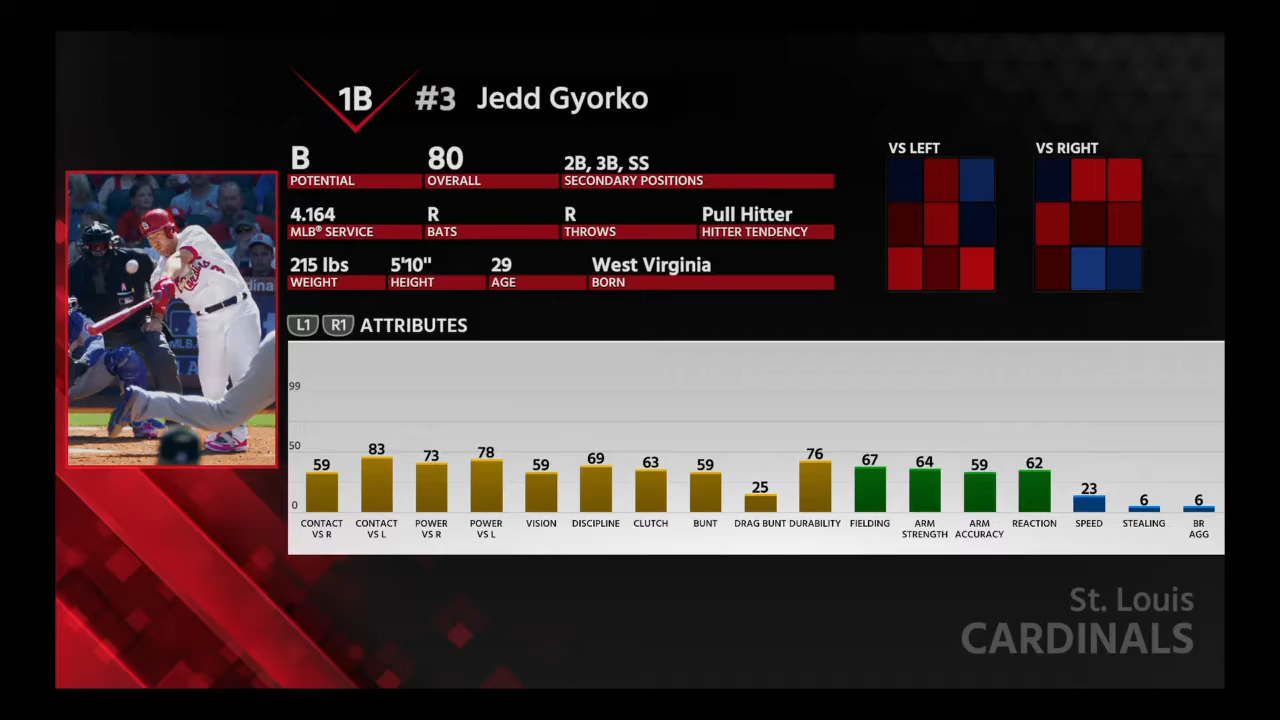 1B #3 Jedd Gyorko
B 80 2B, 3B, SS
POTENTIAL OVERALL SECONDARY POSITIONS
4.164 R R Pull Hitter
MLB® SERVICE BATS THROWS HITTER TENDENCY
215 lbs 5'10" 29 West Virginia
WEIGHT HEIGHT AGE BORN
VS LEFT VS RIGHT
L1 R1 ATTRIBUTES
99
50
0
59 83 73 78 59 69 63 59 25 76 67 64 59 62 23 6 6
CONTACT VS R
CONTACT VS L
POWER VS R
POWER VS L
VISION
DISCIPLINE
CLUTCH
BUNT
DRAG BUNT
DURABILITY
FIELDING
ARM STRENGTH
ARM ACCURACY
REACTION
SPEED
STEALING
BR AGG
St. Louis
CARDINALS